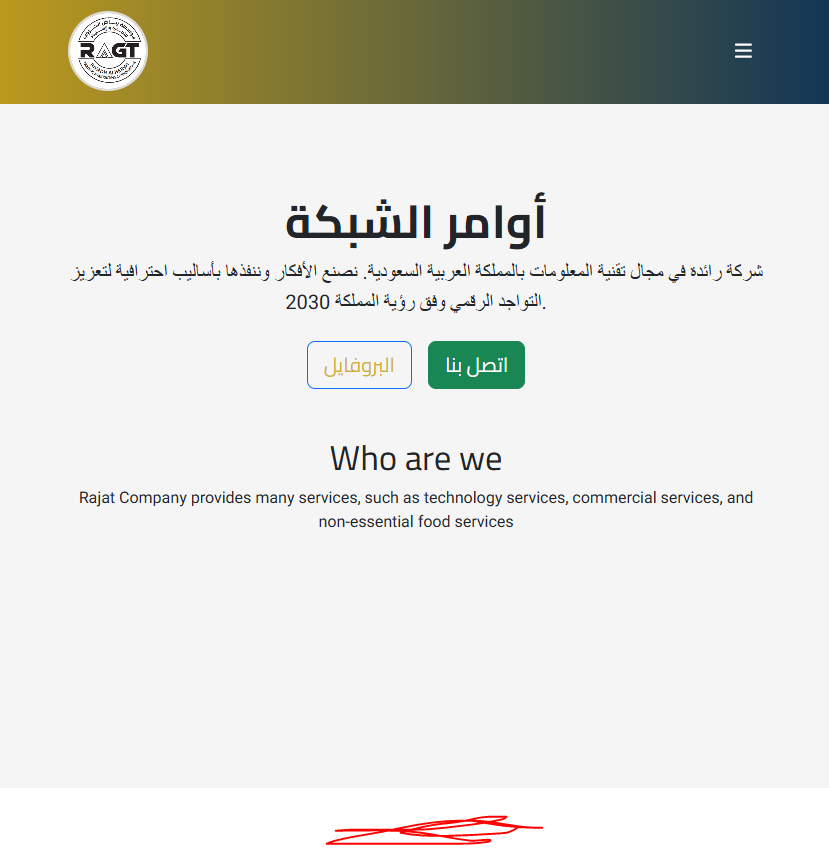 RAGT
أوامر الشبكة
شركة رائدة في مجال تقنية المعلومات بالمملكة العربية السعودية. نصنع الأفكار وننفذها بأساليب احترافية لتعزيز
التواجد الرقمي وفق رؤية المملكة 2030.
اتصل بنا
البروفايل
Who are we
Rajat Company provides many services, such as technology services, commercial services, and
non-essential food services